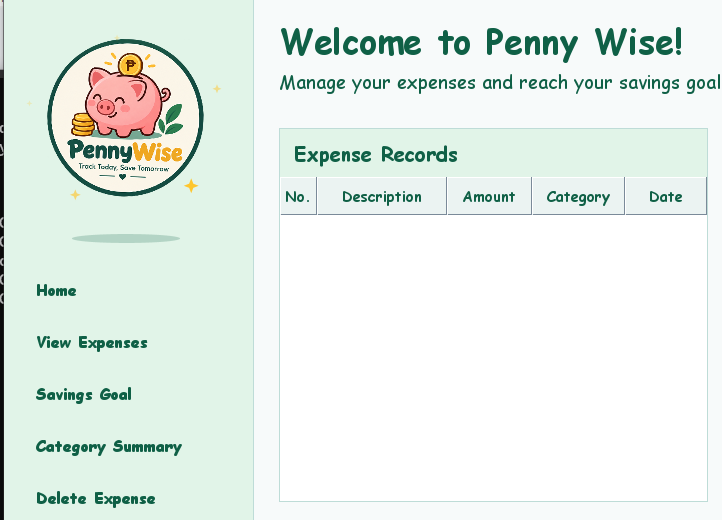 ₱
PennyWise
Track Today, Save Tomorrow
Home
View Expenses
Savings Goal
Category Summary
Delete Expense
Welcome to Penny Wise!
Manage your expenses and reach your savings goal
Expense Records
No. Description Amount Category Date